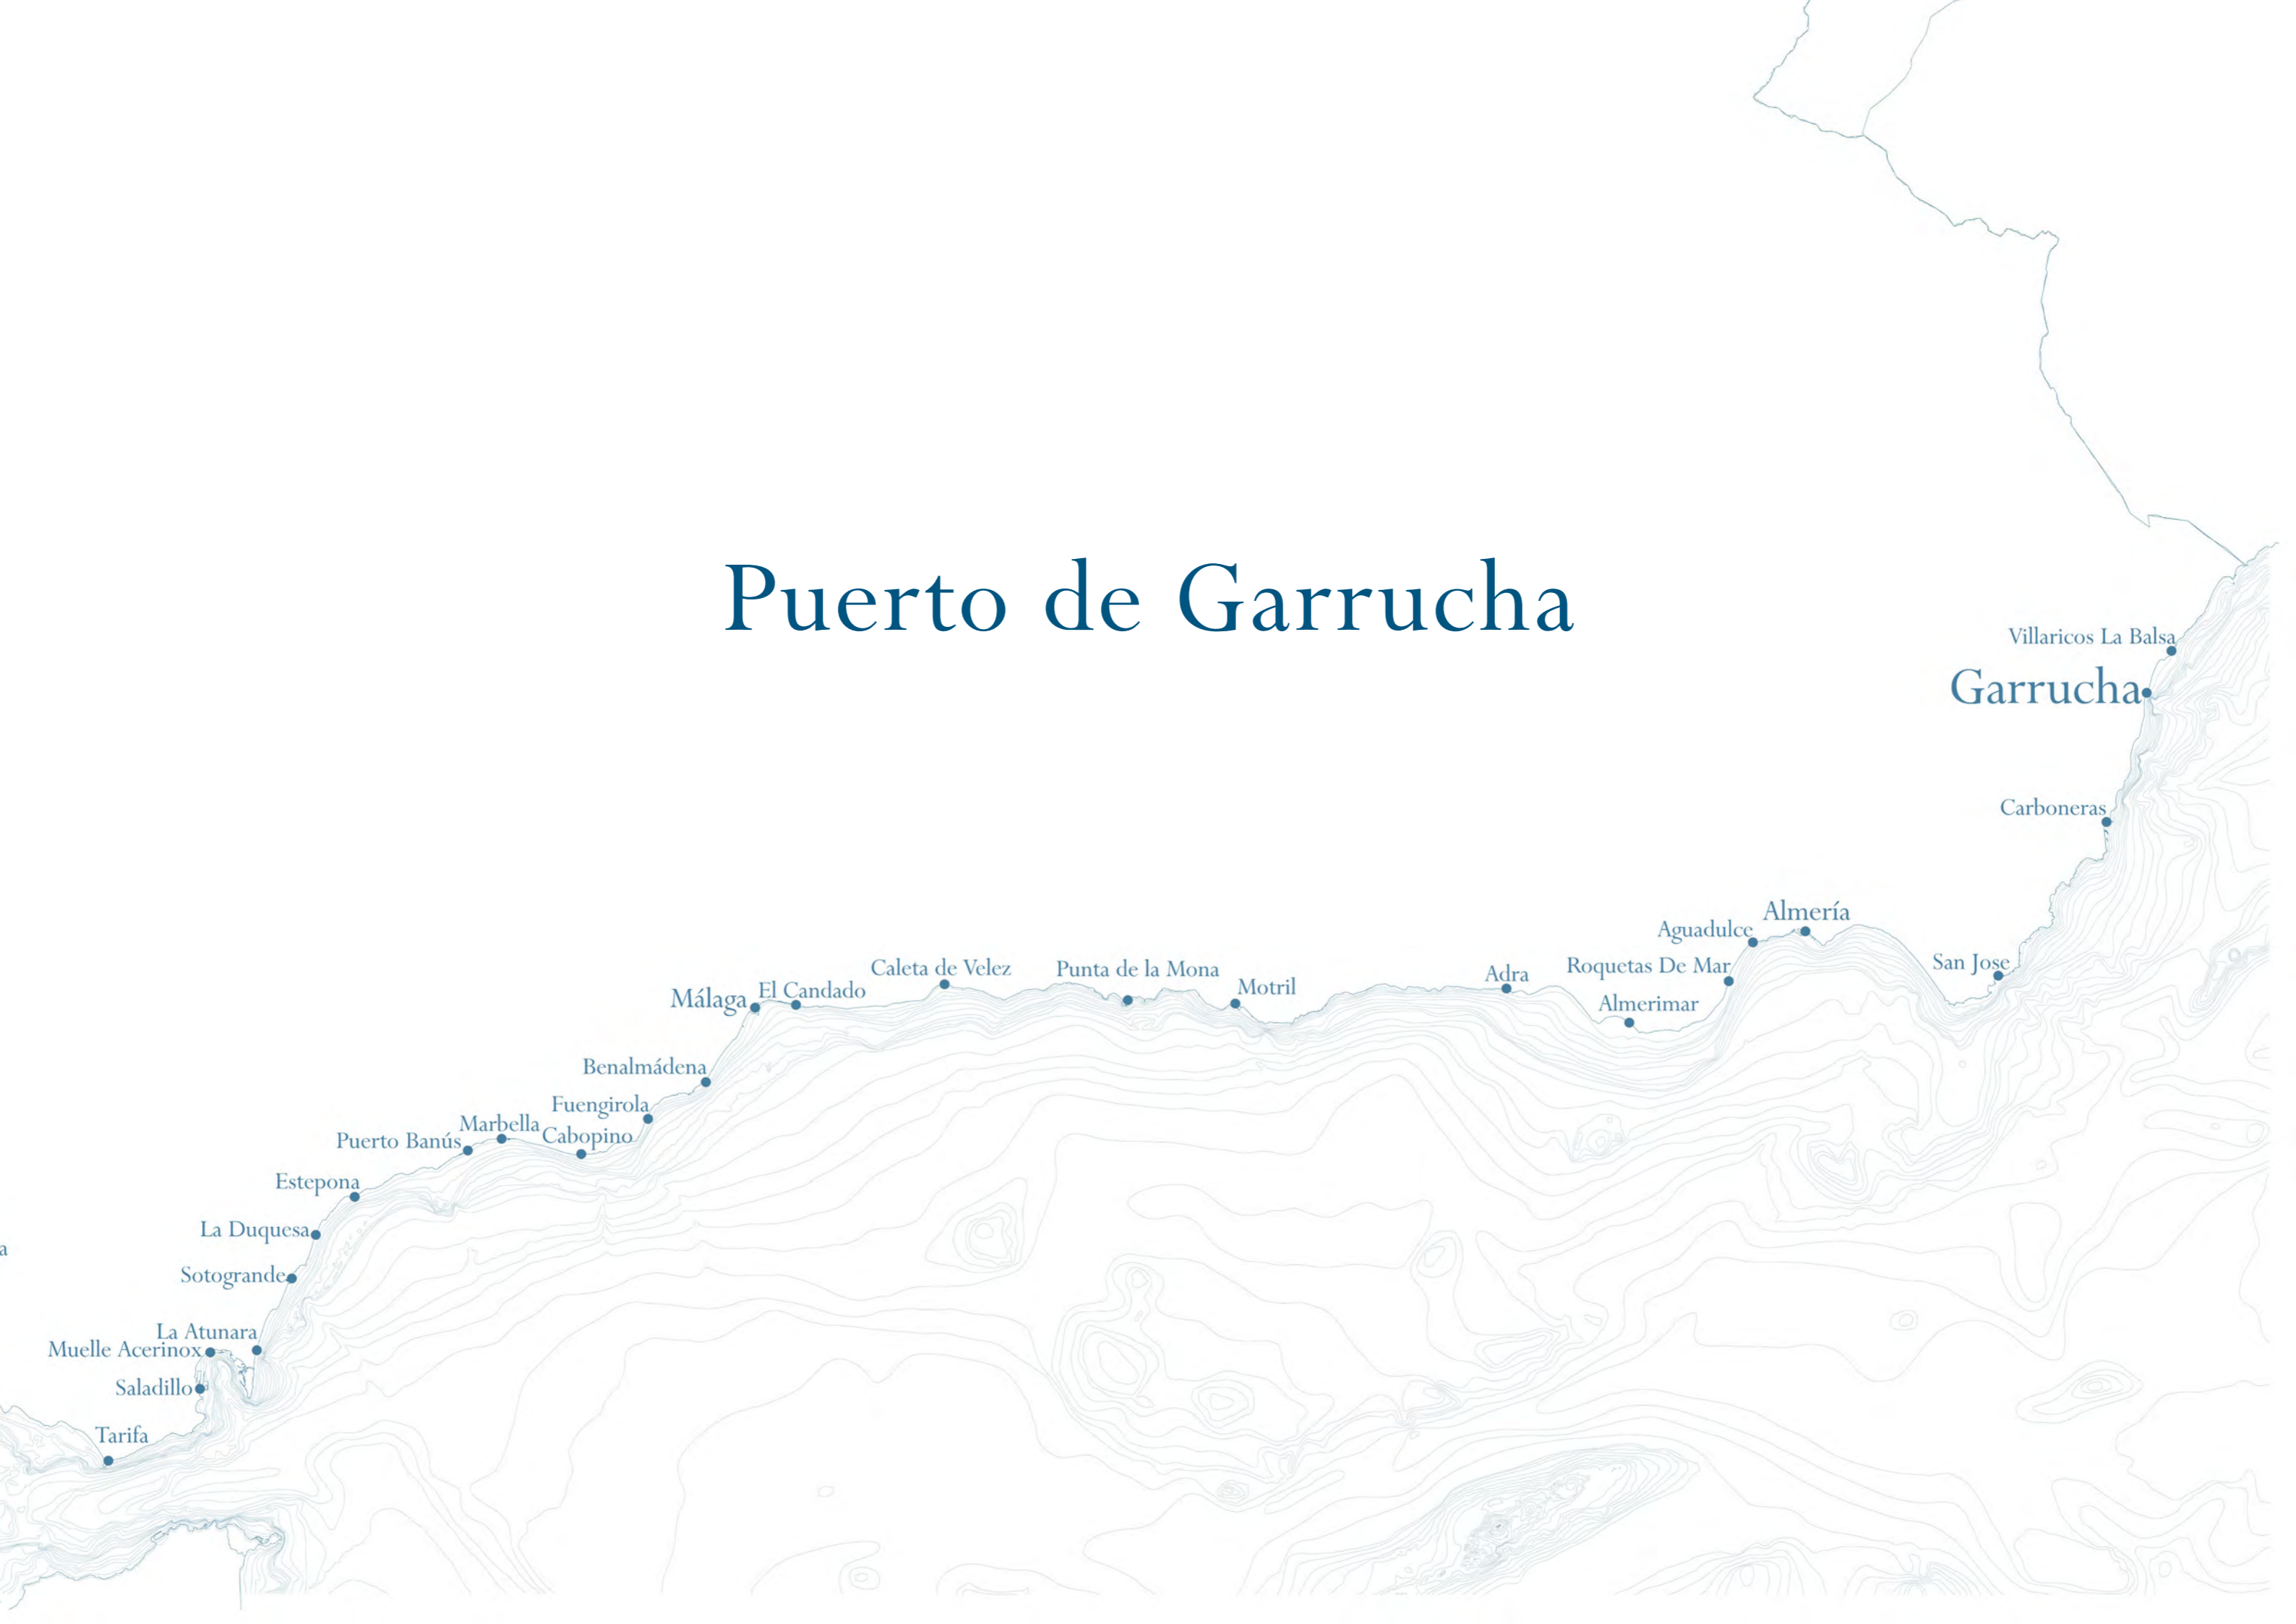 Puerto de Garrucha
Villaricos La Balsa
Garrucha
Carboneras
Almería
Aguadulce
San Jose
Roquetas De Mar
Adra
Almerimar
Caleta de Velez
Punta de la Mona
Motril
El Candado
Málaga
Benalmádena
Fuengirola
Marbella
Cabopino
Puerto Banús
Estepona
La Duquesa
a
Sotogrande
La Atunara
Muelle Acerinox
Saladillo
Tarifa